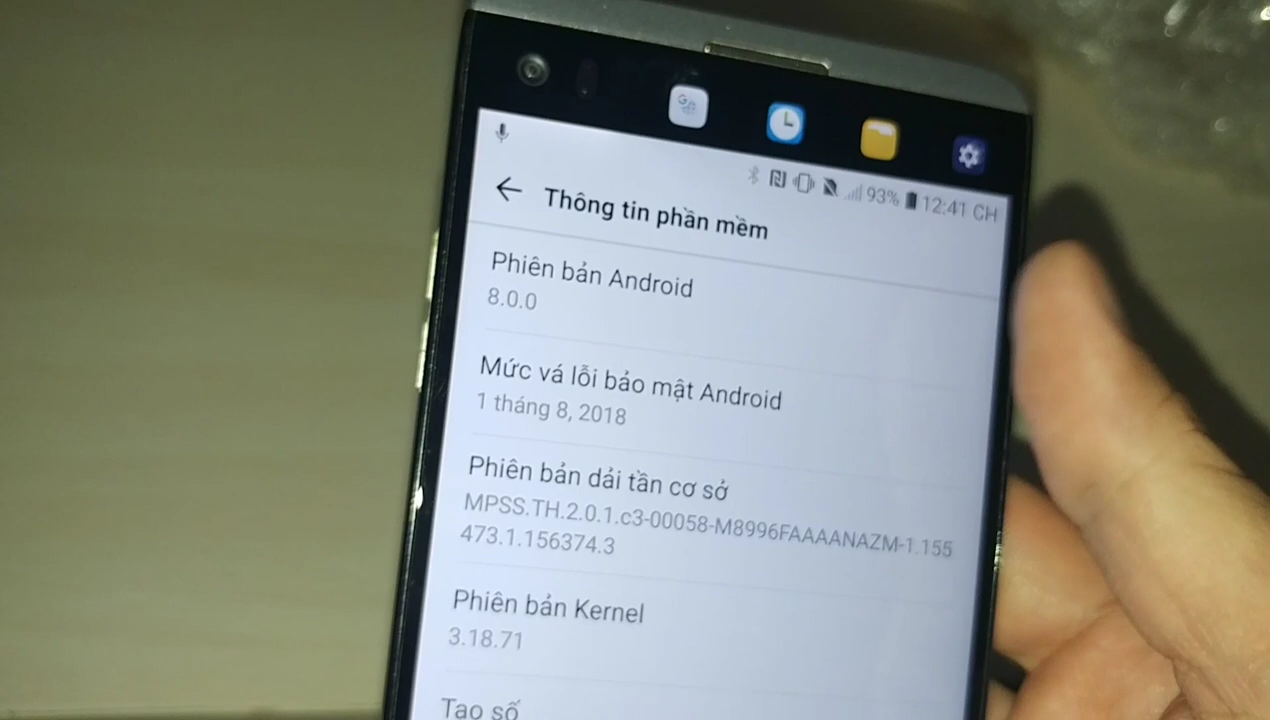 93% 12:41 CH
Thông tin phần mềm
Phiên bản Android
8.0.0
Mức vá lỗi bảo mật Android
1 tháng 8, 2018
Phiên bản dải tần cơ sở
MPSS.TH.2.0.1.c3-00058-M8996FAAAANAZM-1.155
473.1.156374.3
Phiên bản Kernel
3.18.71
Tạo số